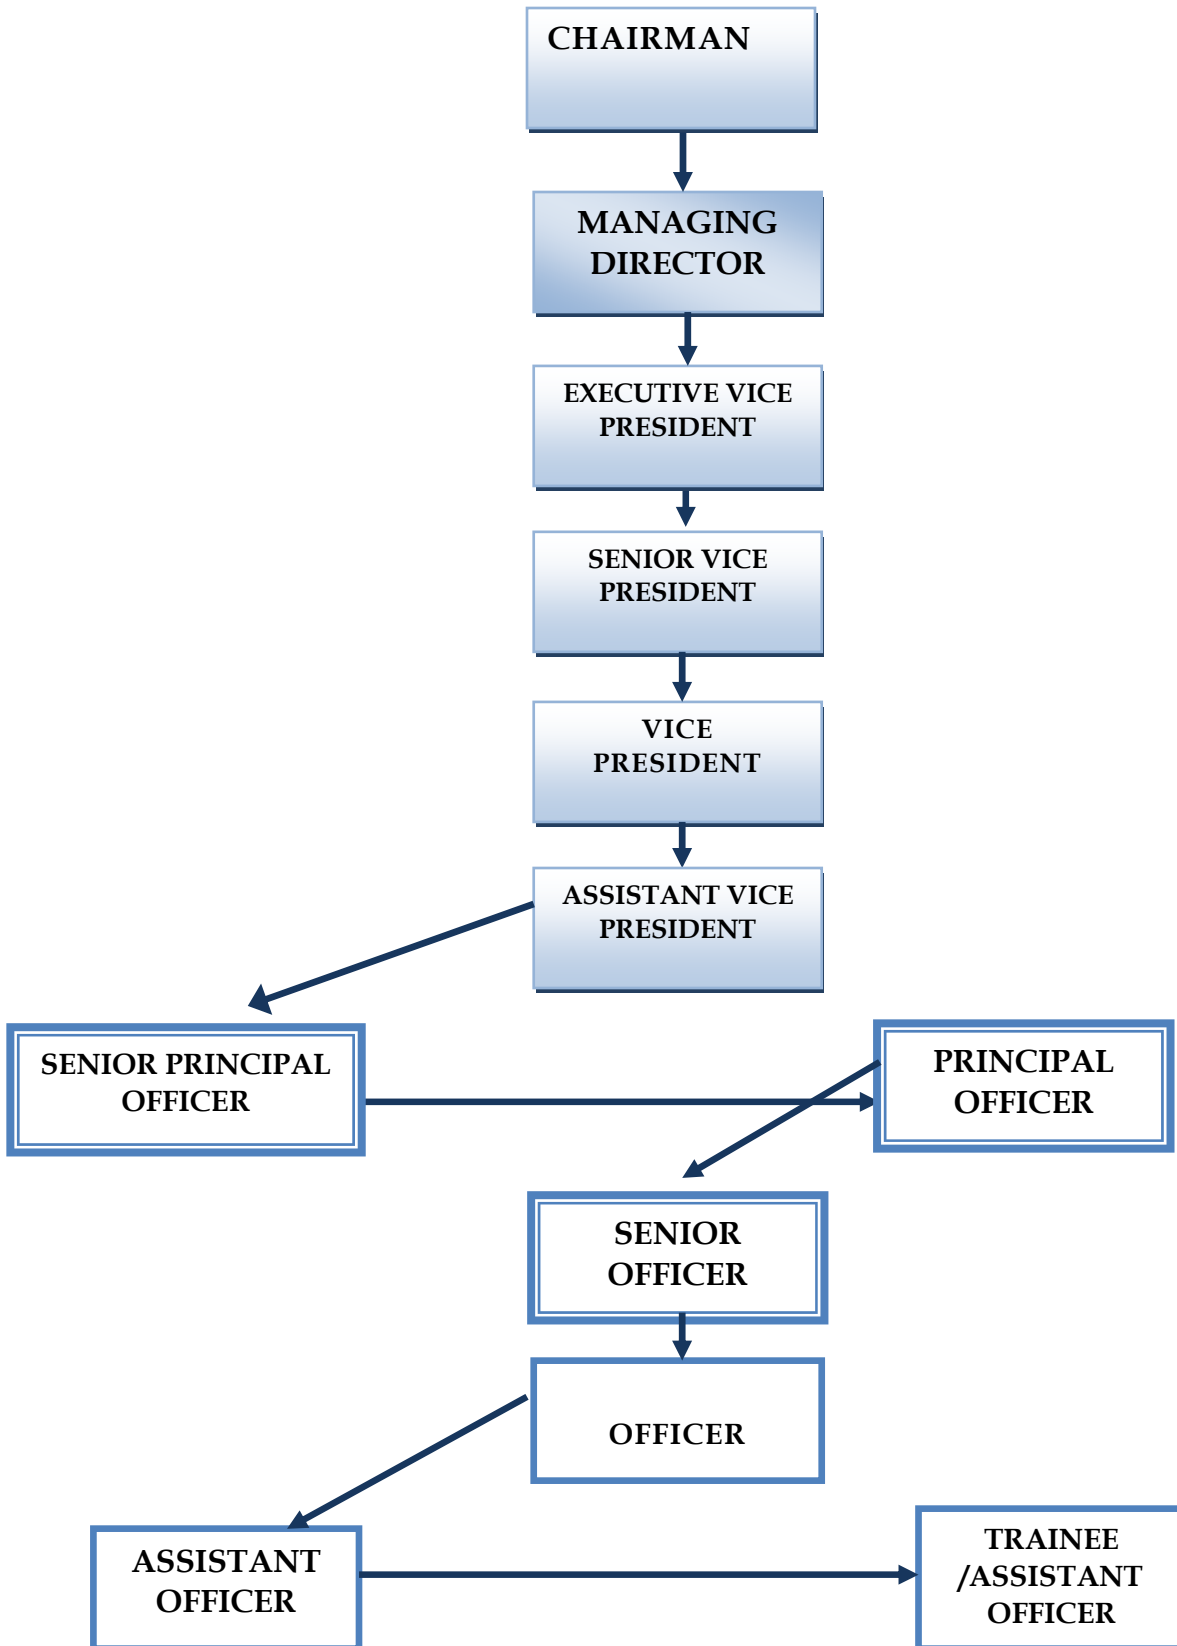 CHAIRMAN
MANAGING
DIRECTOR
EXECUTIVE VICE
PRESIDENT
SENIOR VICE
PRESIDENT
VICE
PRESIDENT
ASSISTANT VICE
PRESIDENT
SENIOR PRINCIPAL
OFFICER
PRINCIPAL
OFFICER
SENIOR
OFFICER
OFFICER
ASSISTANT
OFFICER
TRAINEE
/ASSISTANT
OFFICER